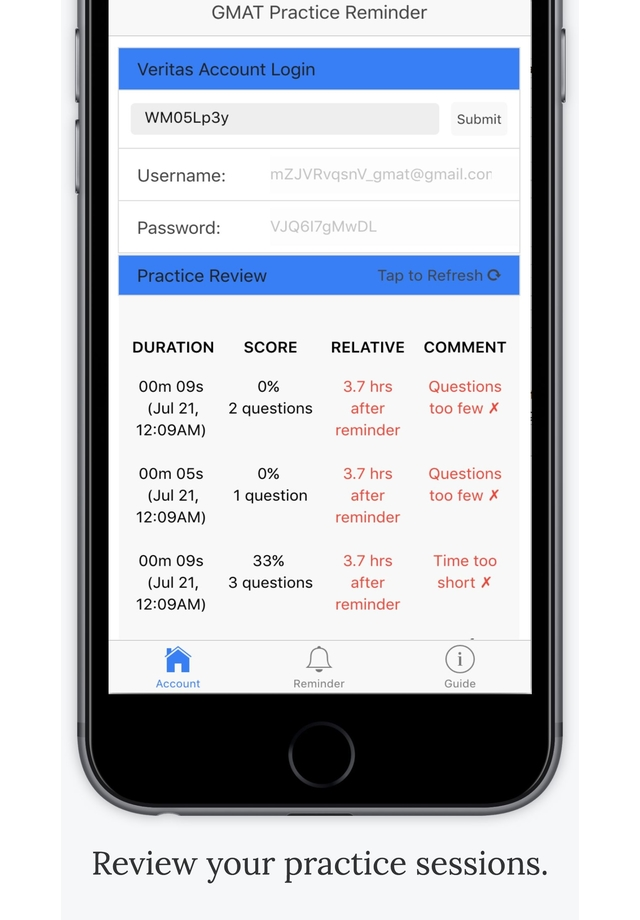 GMAT Practice Reminder
Veritas Account Login
WM05Lp3y Submit
Username: mZJVRvqsnV_gmat@gmail.cor
Password: VJQ6I7gMwDL
Practice Review Tap to Refresh ⟳
DURATION SCORE RELATIVE COMMENT
00m 09s 0% 3.7 hrs Questions
(Jul 21, 2 questions after too few ✗
12:09AM) reminder
00m 05s 0% 3.7 hrs Questions
(Jul 21, 1 question after too few ✗
12:09AM) reminder
00m 09s 33% 3.7 hrs Time too
(Jul 21, 3 questions after short ✗
12:09AM) reminder
Account Reminder Guide
Review your practice sessions.